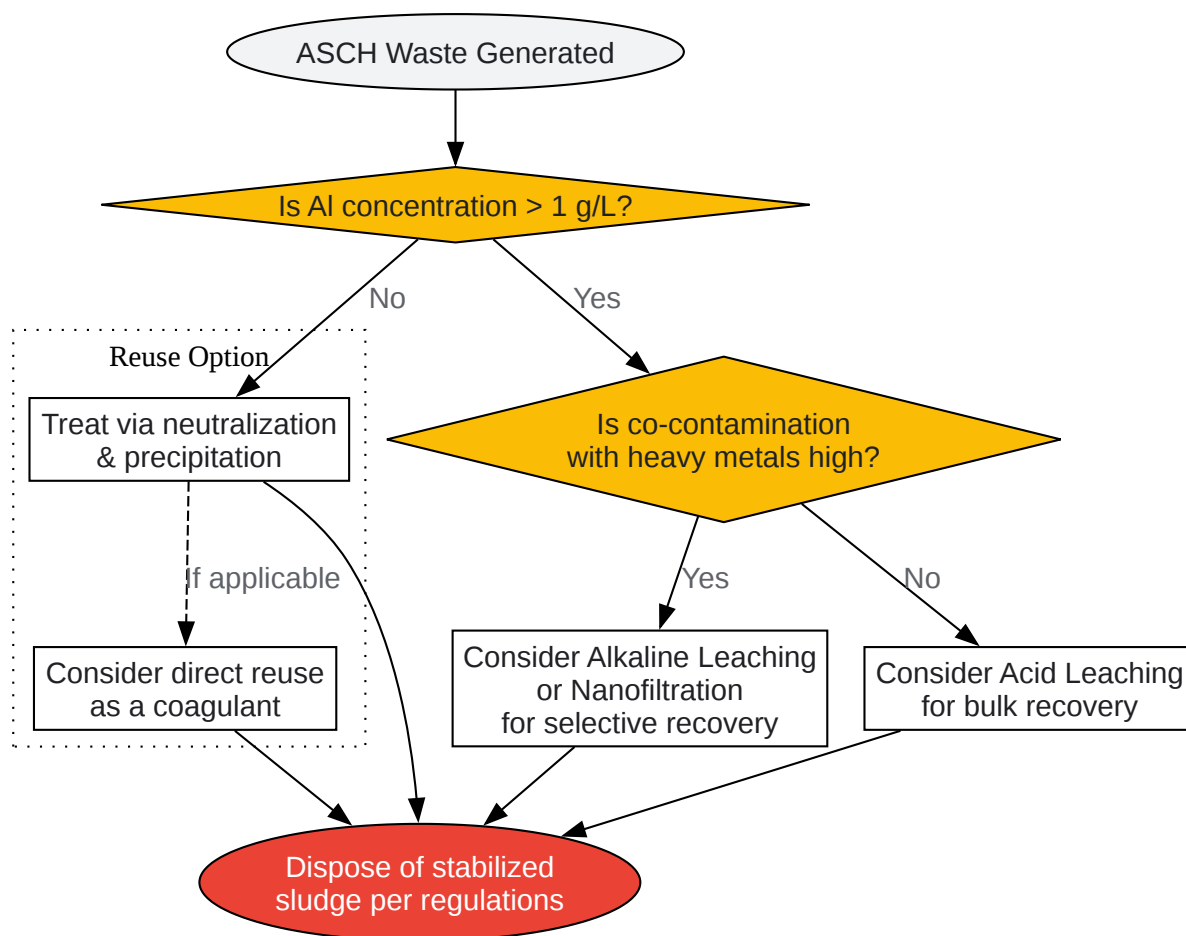 ASCH Waste Generated
Is Al concentration > 1 g/L?
No
Yes
Reuse Option
Treat via neutralization
& precipitation
Is co-contamination
with heavy metals high?
If applicable
Yes
No
Consider direct reuse
as a coagulant
Consider Alkaline Leaching
or Nanofiltration
for selective recovery
Consider Acid Leaching
for bulk recovery
Dispose of stabilized
sludge per regulations